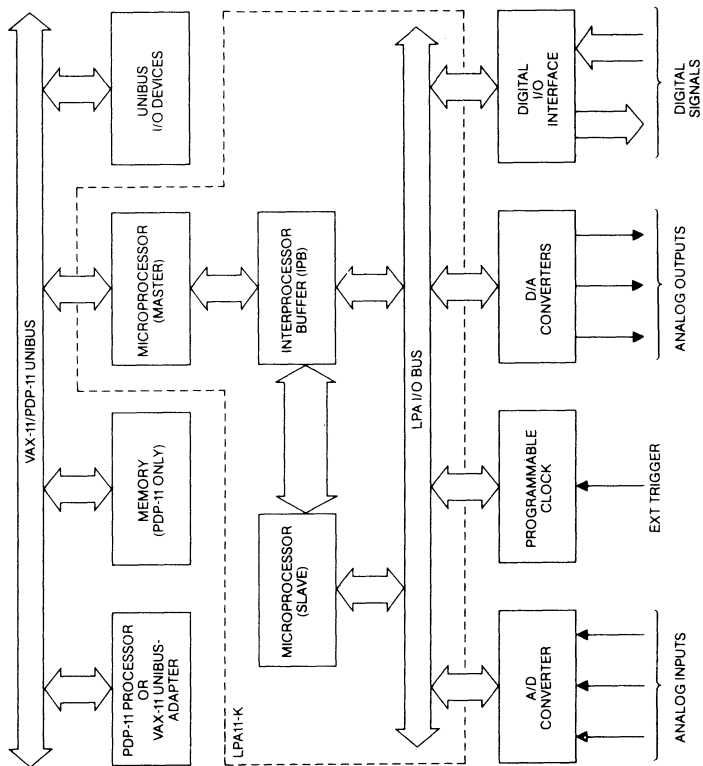 VAX-11/PDP-11 UNIBUS
PDP-11 PROCESSOR
OR
VAX-11 UNIBUS-
ADAPTER
MEMORY
(PDP-11 ONLY)
MICROPROCESSOR
(MASTER)
UNIBUS
I/O DEVICES
LPA11-K
MICROPROCESSOR
(SLAVE)
INTERPROCESSOR
BUFFER (IPB)
LPA I/O BUS
A/D
CONVERTER
PROGRAMMABLE
CLOCK
D/A
CONVERTERS
DIGITAL
I/O
INTERFACE
ANALOG INPUTS
EXT TRIGGER
ANALOG OUTPUTS
DIGITAL
SIGNALS